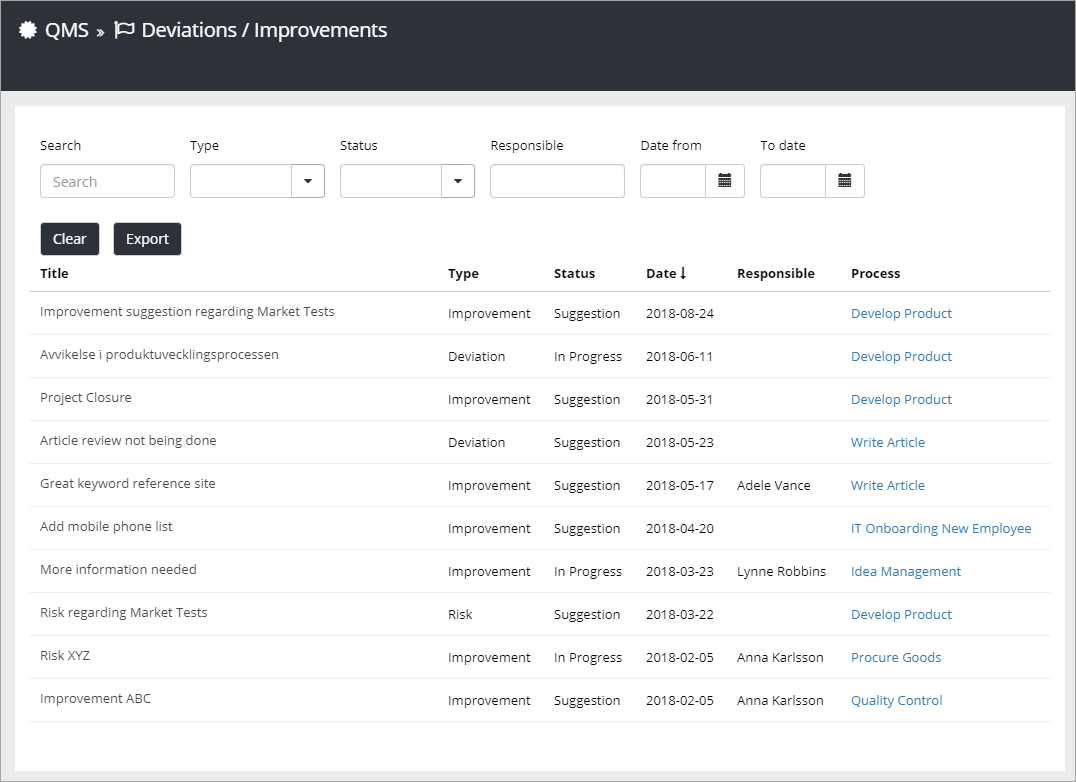 QMS » Deviations / Improvements
Search Type Status Responsible Date from To date
Search
Clear Export
Title Type Status Date Responsible Process
Improvement suggestion regarding Market Tests Improvement Suggestion 2018-08-24 Develop Product
Avvikelse i produktuvecklingsprocessen Deviation In Progress 2018-06-11 Develop Product
Project Closure Improvement Suggestion 2018-05-31 Develop Product
Article review not being done Deviation Suggestion 2018-05-23 Write Article
Great keyword reference site Improvement Suggestion 2018-05-17 Adele Vance Write Article
Add mobile phone list Improvement Suggestion 2018-04-20 IT Onboarding New Employee
More information needed Improvement In Progress 2018-03-23 Lynne Robbins Idea Management
Risk regarding Market Tests Risk Suggestion 2018-03-22 Develop Product
Risk XYZ Improvement In Progress 2018-02-05 Anna Karlsson Procure Goods
Improvement ABC Improvement Suggestion 2018-02-05 Anna Karlsson Quality Control